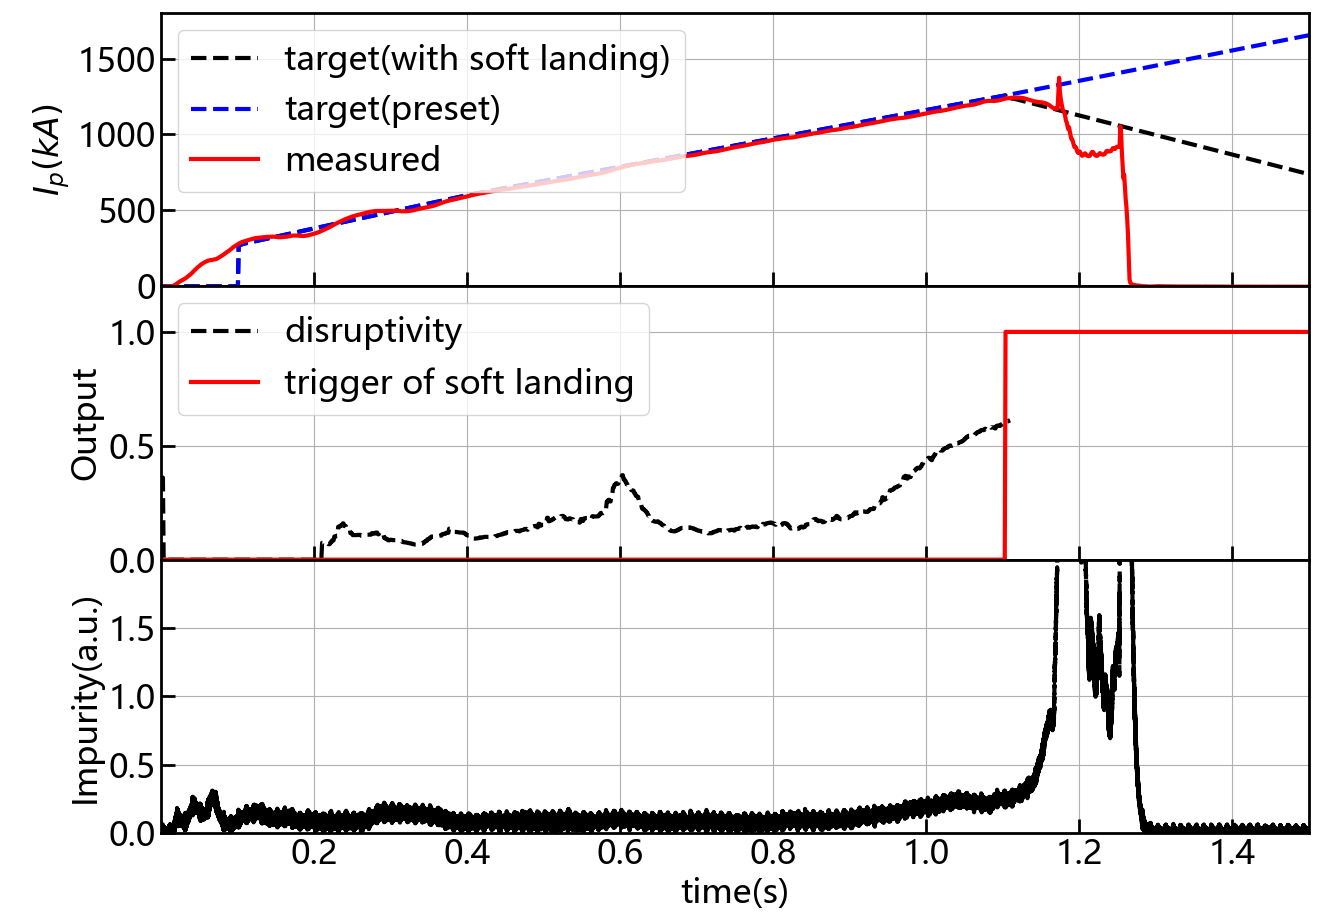 target(with soft landing)
target(preset)
measured
1500
1000
500
0
I_p(kA)
disruptivity
trigger of soft landing
1.0
0.5
0.0
Output
1.5
1.0
0.5
0.0
Impurity(a.u.)
0.2 0.4 0.6 0.8 1.0 1.2 1.4
time(s)